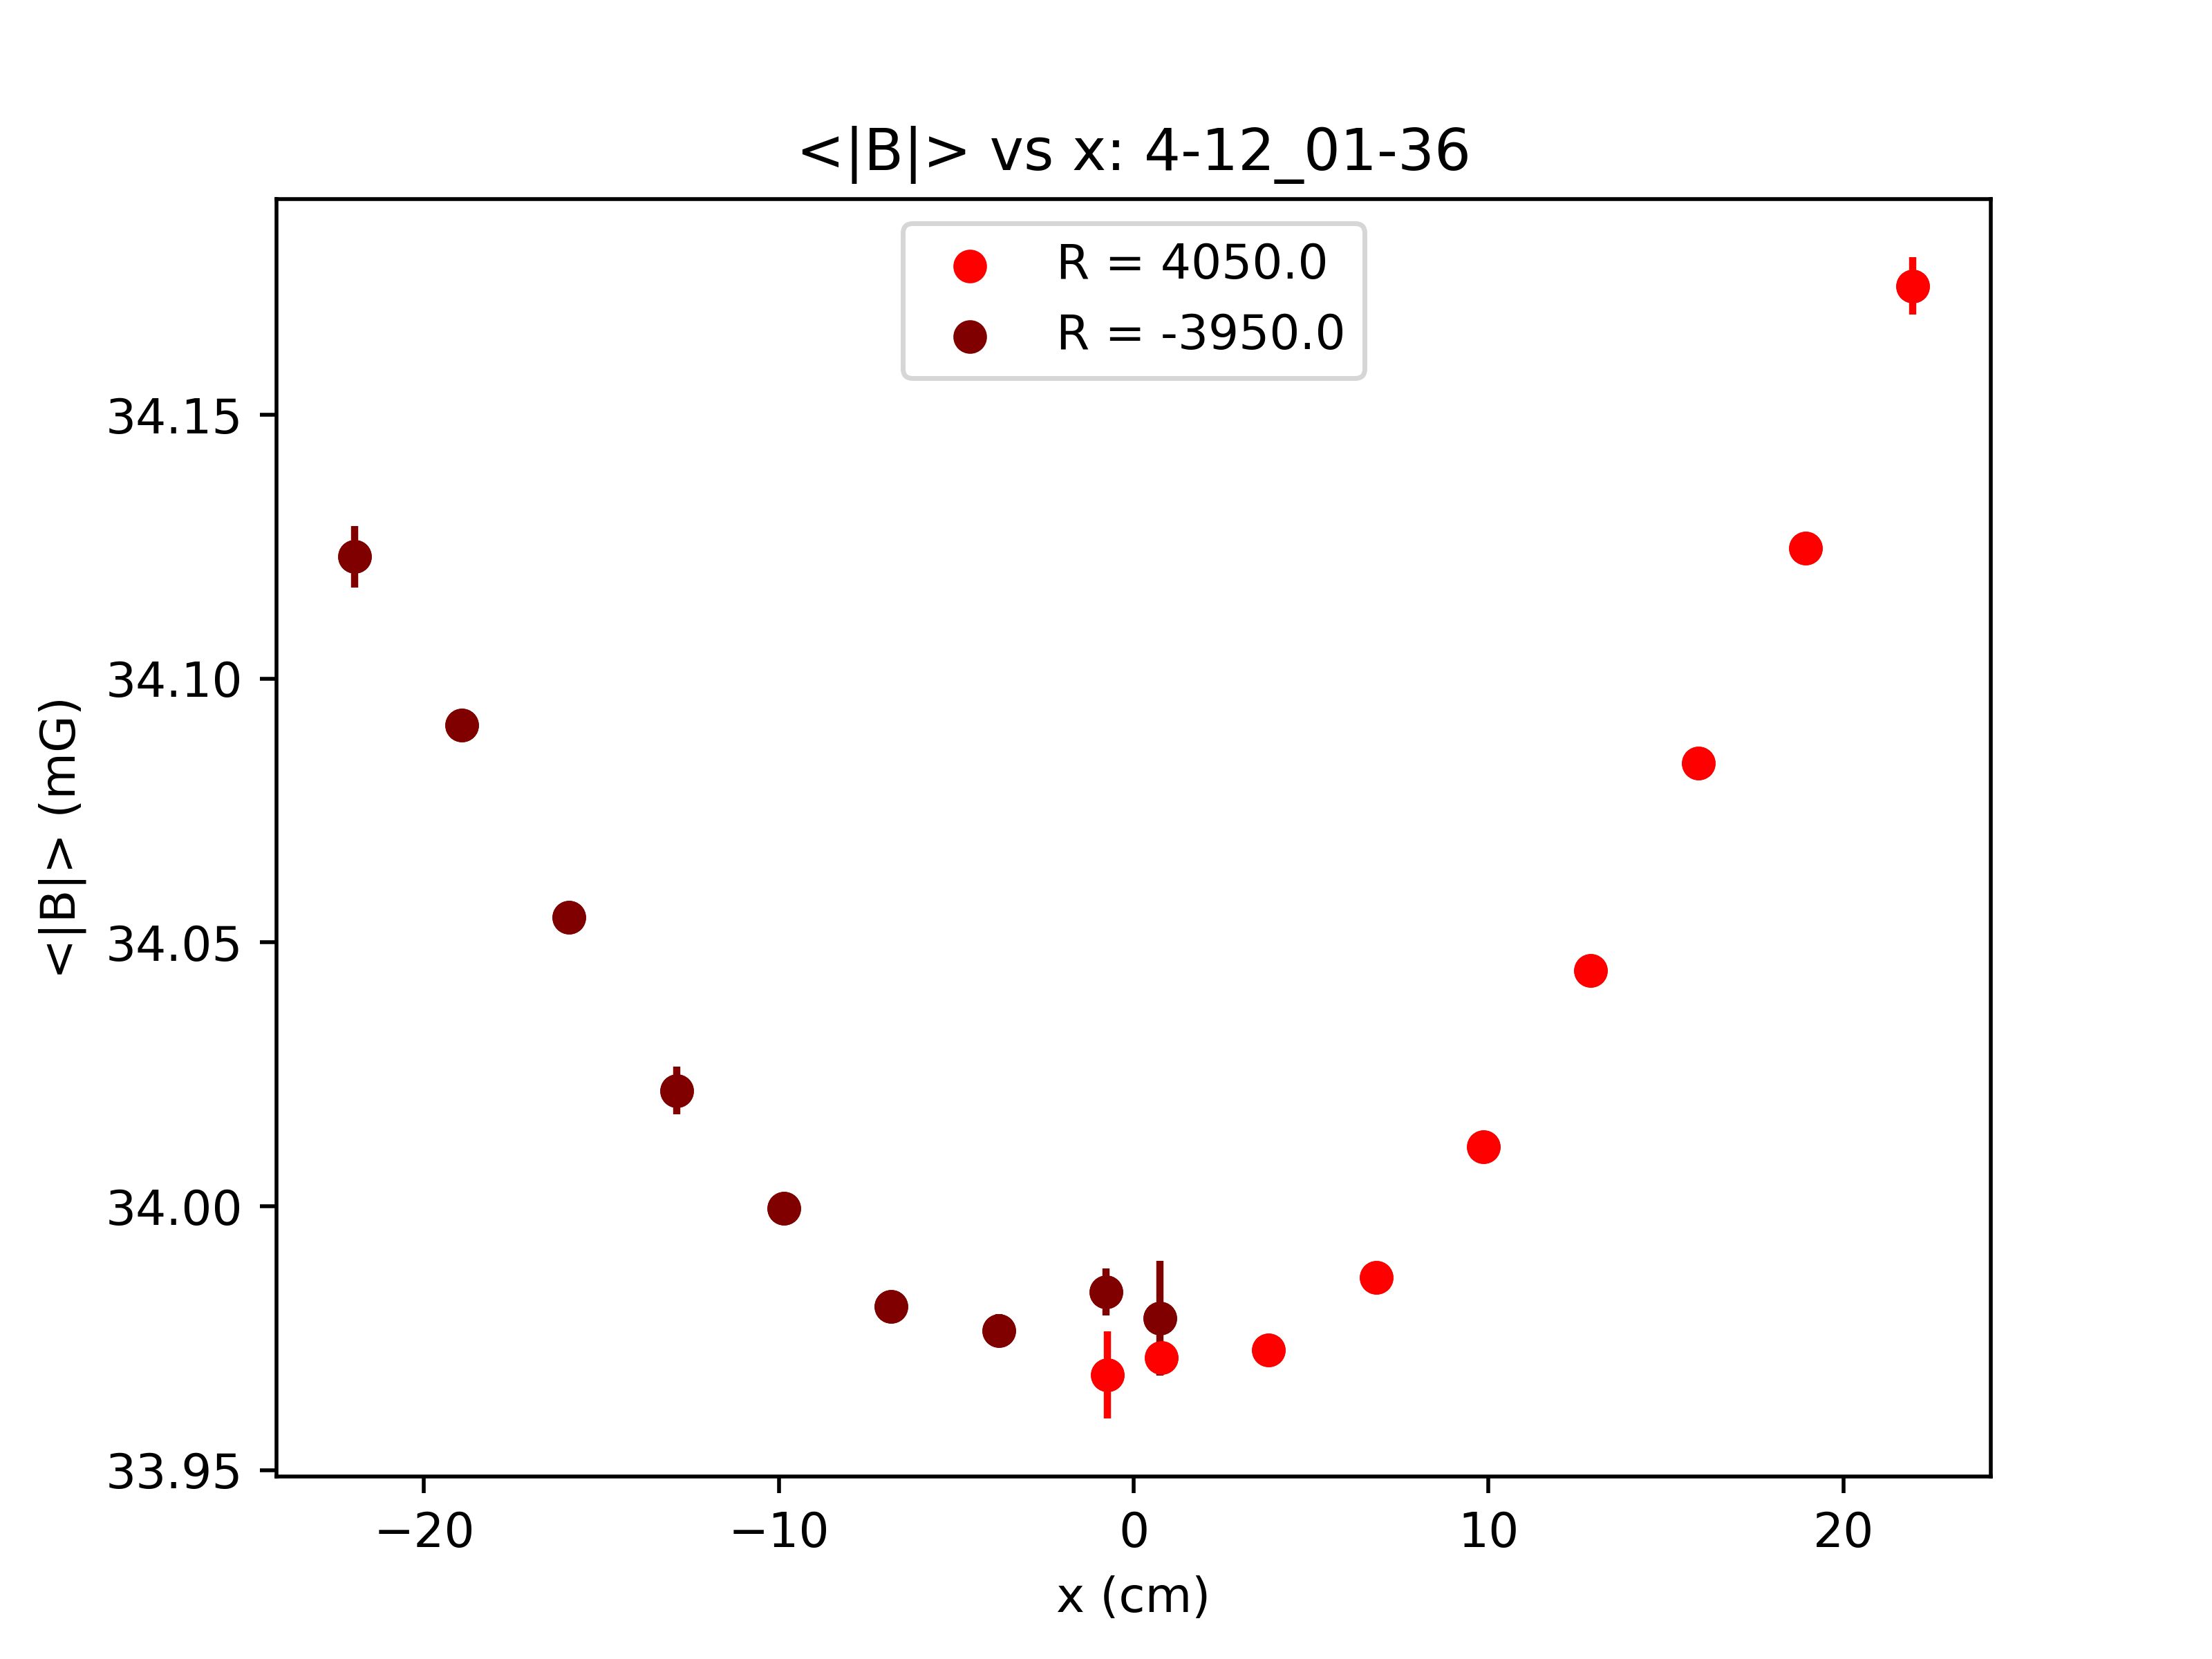 <|B|> vs x: 4-12_01-36
R = 4050.0
R = -3950.0
<|B|> (mG)
34.15
34.10
34.05
34.00
33.95
−20 −10 0 10 20
x (cm)